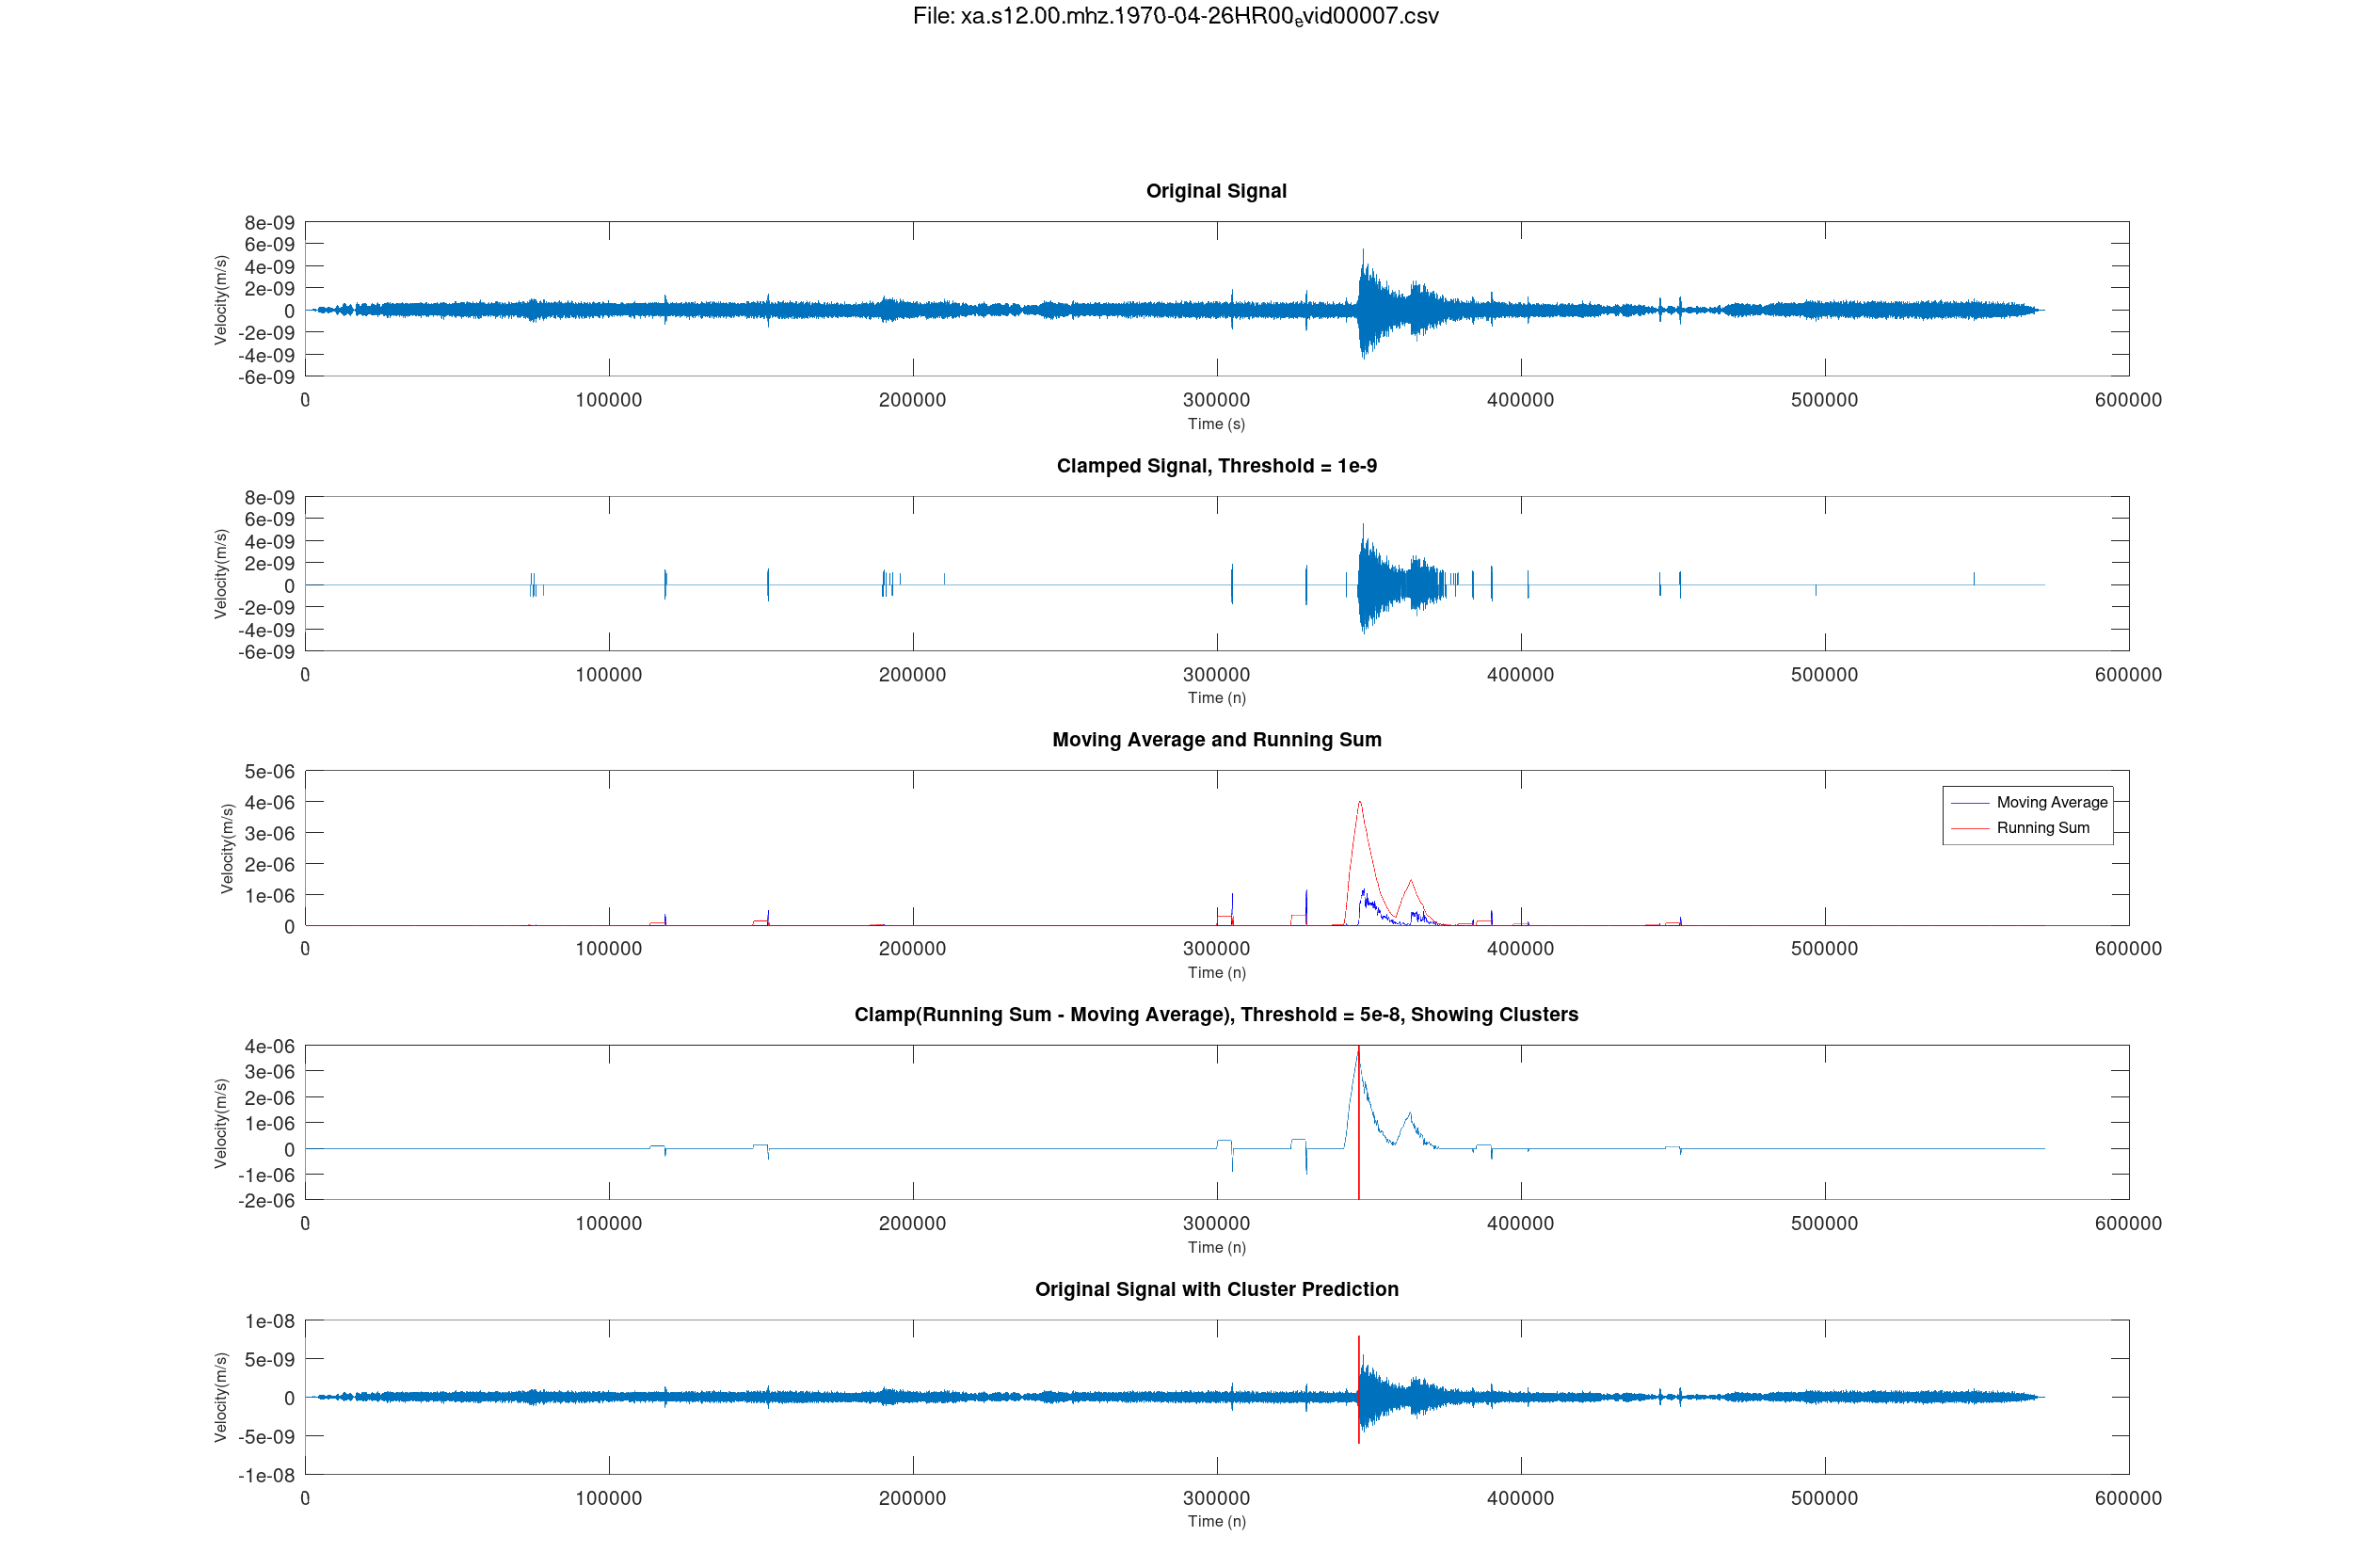 File: xa.s12.00.mhz.1970-04-26HR00ₑvid00007.csv
Original Signal
8e-09
6e-09
4e-09
2e-09
0
-2e-09
-4e-09
-6e-09
Velocity(m/s)
0 100000 200000 300000 400000 500000 600000
Time (s)
Clamped Signal, Threshold = 1e-9
8e-09
6e-09
4e-09
2e-09
0
-2e-09
-4e-09
-6e-09
Velocity(m/s)
0 100000 200000 300000 400000 500000 600000
Time (n)
Moving Average and Running Sum
5e-06
4e-06
3e-06
2e-06
1e-06
0
Velocity(m/s)
Moving Average
Running Sum
0 100000 200000 300000 400000 500000 600000
Time (n)
Clamp(Running Sum - Moving Average), Threshold = 5e-8, Showing Clusters
4e-06
3e-06
2e-06
1e-06
0
-1e-06
-2e-06
Velocity(m/s)
0 100000 200000 300000 400000 500000 600000
Time (n)
Original Signal with Cluster Prediction
1e-08
5e-09
0
-5e-09
-1e-08
Velocity(m/s)
0 100000 200000 300000 400000 500000 600000
Time (n)